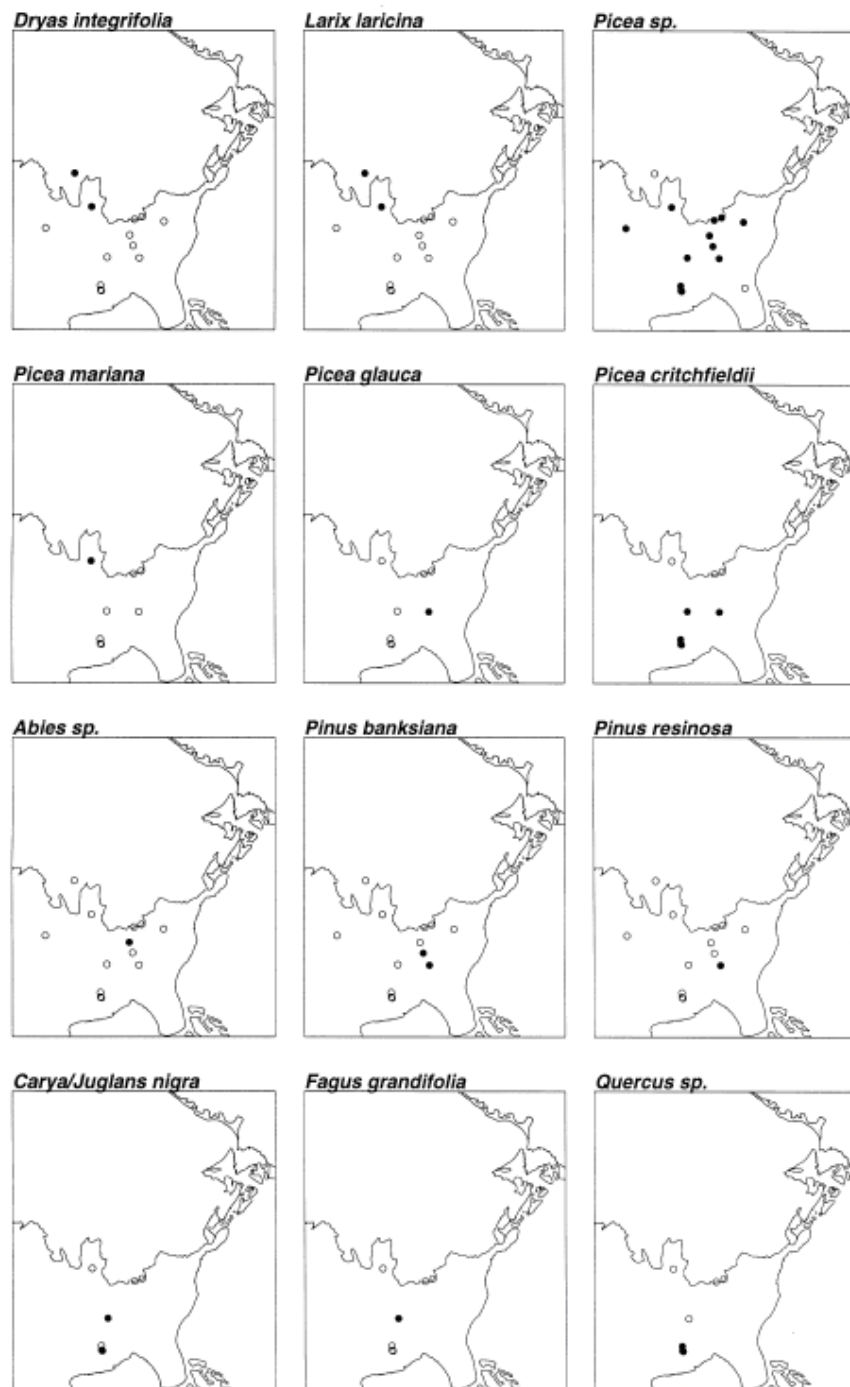 Dryas integrifolia Larix laricina Picea sp.
Picea mariana Picea glauca Picea critchfieldii
Abies sp. Pinus banksiana Pinus resinosa
Carya/Juglans nigra Fagus grandifolia Quercus sp.